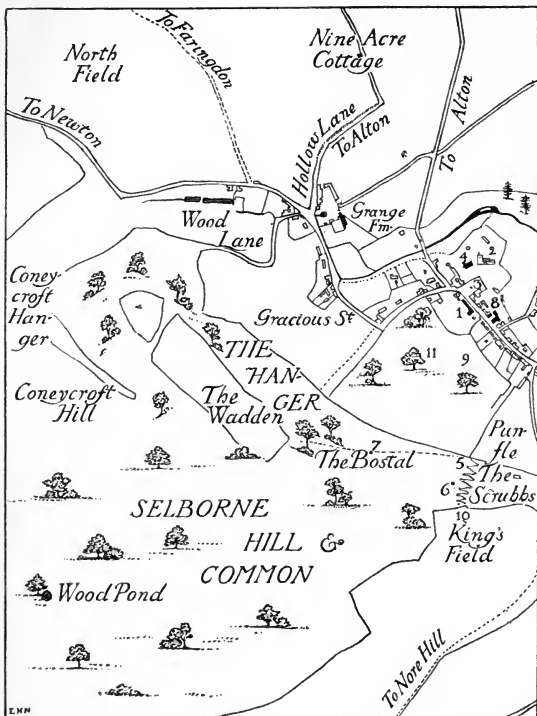 To Faringdon
North
Field
Nine Acre
Cottage
To Newton
Hollow Lane
To Alton
To Alton
Wood
Lane
Grange
Fm.
4
2
1
8
Coney-
croft
Han-
ger
Gracious St.
11
9
THE
HAN-
GER
Coneycroft
Hill
The
Wadden
7
The Bostal
Pun-
fle
5
The
Scrubbs
6
10
King's
Field
SELBORNE
HILL &
COMMON
Wood Pond
To Nore Hill
E.H.N